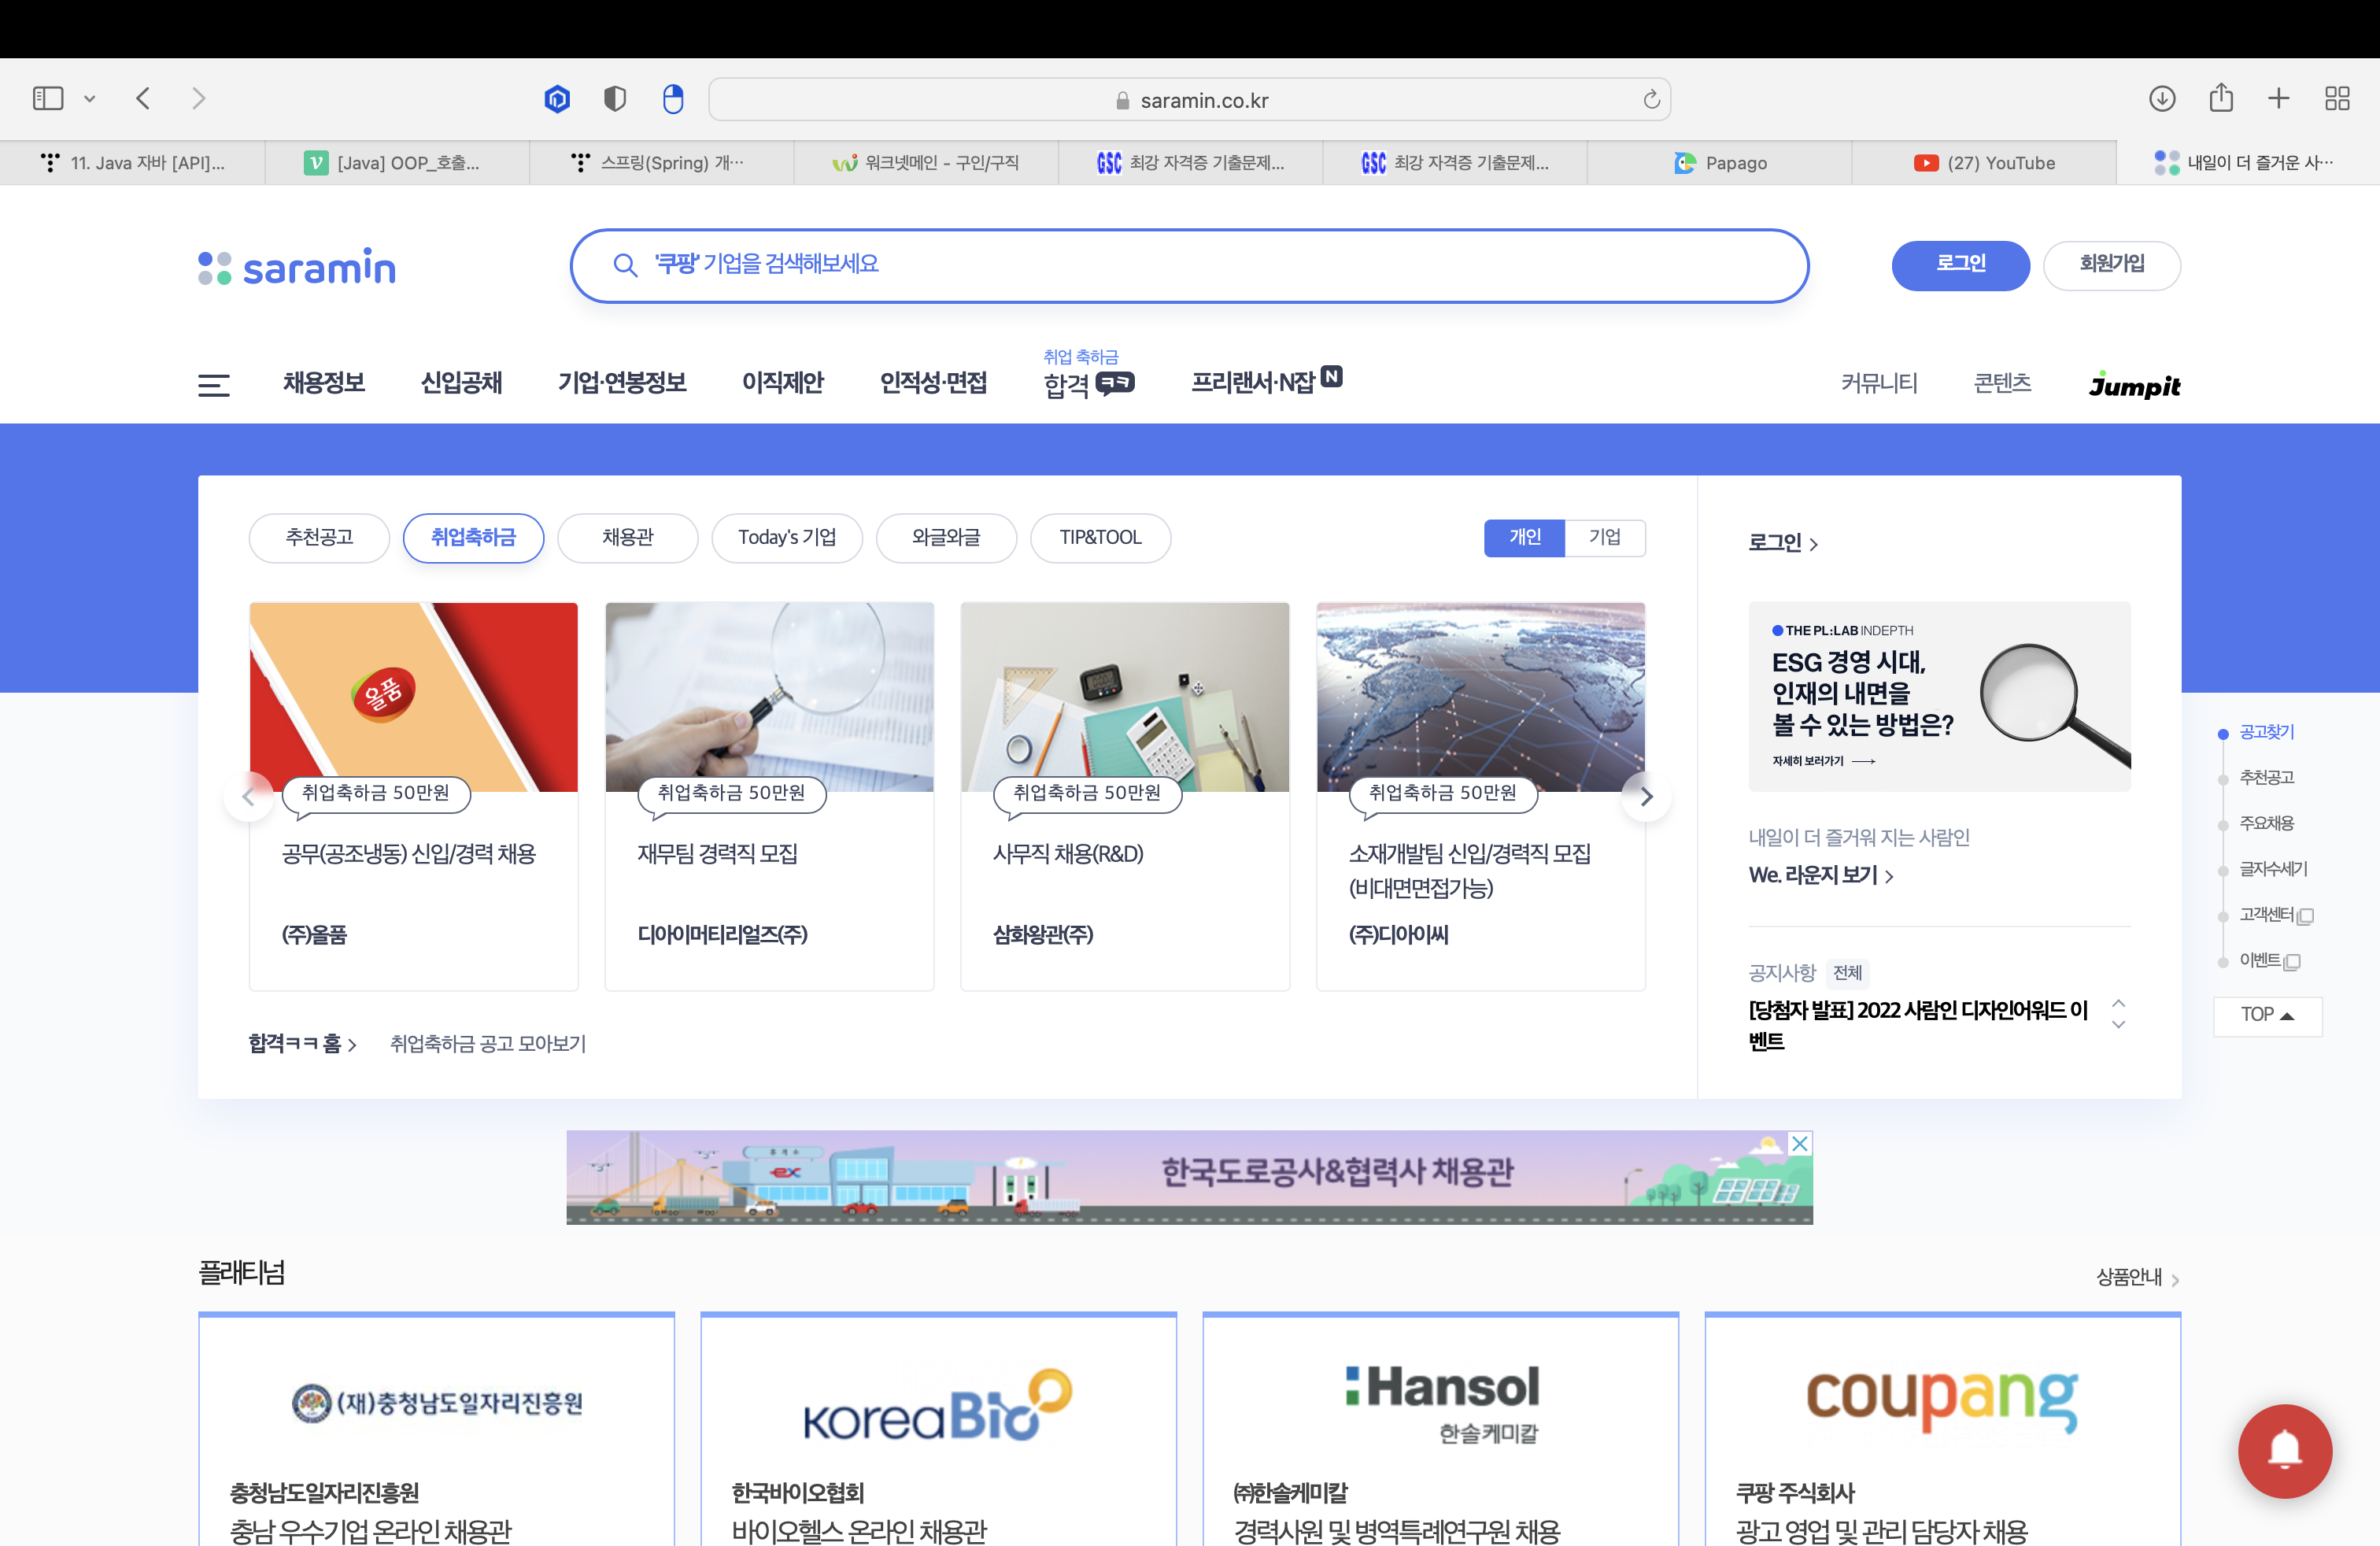 saramin.co.kr
11. Java 자바 [API]...
[Java] OOP_호출...
스프링(Spring) 개...
워크넷메인 - 구인/구직
GSC 최강 자격증 기출문제...
GSC 최강 자격증 기출문제...
Papago
(27) YouTube
내일이 더 즐거운 사...
saramin
'쿠팡' 기업을 검색해보세요
로그인
회원가입
채용정보
신입공채
기업·연봉정보
이직제안
인적성·면접
취업 축하금
합격 ㅋㅋ
프리랜서·N잡 N
커뮤니티
콘텐츠
Jumpit
추천공고
취업축하금
채용관
Today's 기업
와글와글
TIP&TOOL
개인
기업
올품
취업축하금 50만원
공무(공조냉동) 신입/경력 채용
(주)올품
취업축하금 50만원
재무팀 경력직 모집
디아이머티리얼즈(주)
취업축하금 50만원
사무직 채용(R&D)
삼화왕관(주)
취업축하금 50만원
소재개발팀 신입/경력직 모집
(비대면면접가능)
(주)디아이씨
합격ㅋㅋ 홈
취업축하금 공고 모아보기
로그인
THE PL:LAB INDEPTH
ESG 경영 시대,
인재의 내면을
볼 수 있는 방법은?
자세히 보러가기
내일이 더 즐거워 지는 사람인
We. 라운지 보기
공지사항 전체
[당첨자 발표] 2022 사람인 디자인어워드 이
벤트
공고찾기
추천공고
주요채용
글자수세기
고객센터
이벤트
TOP
휴게소
ex
한국도로공사&협력사 채용관
플래티넘
상품안내
(재)충청남도일자리진흥원
충청남도일자리진흥원
충남 우수기업 온라인 채용관
KoreaBio
한국바이오협회
바이오헬스 온라인 채용관
Hansol
한솔케미칼
㈜한솔케미칼
경력사원 및 병역특례연구원 채용
coupang
쿠팡 주식회사
광고 영업 및 관리 담당자 채용